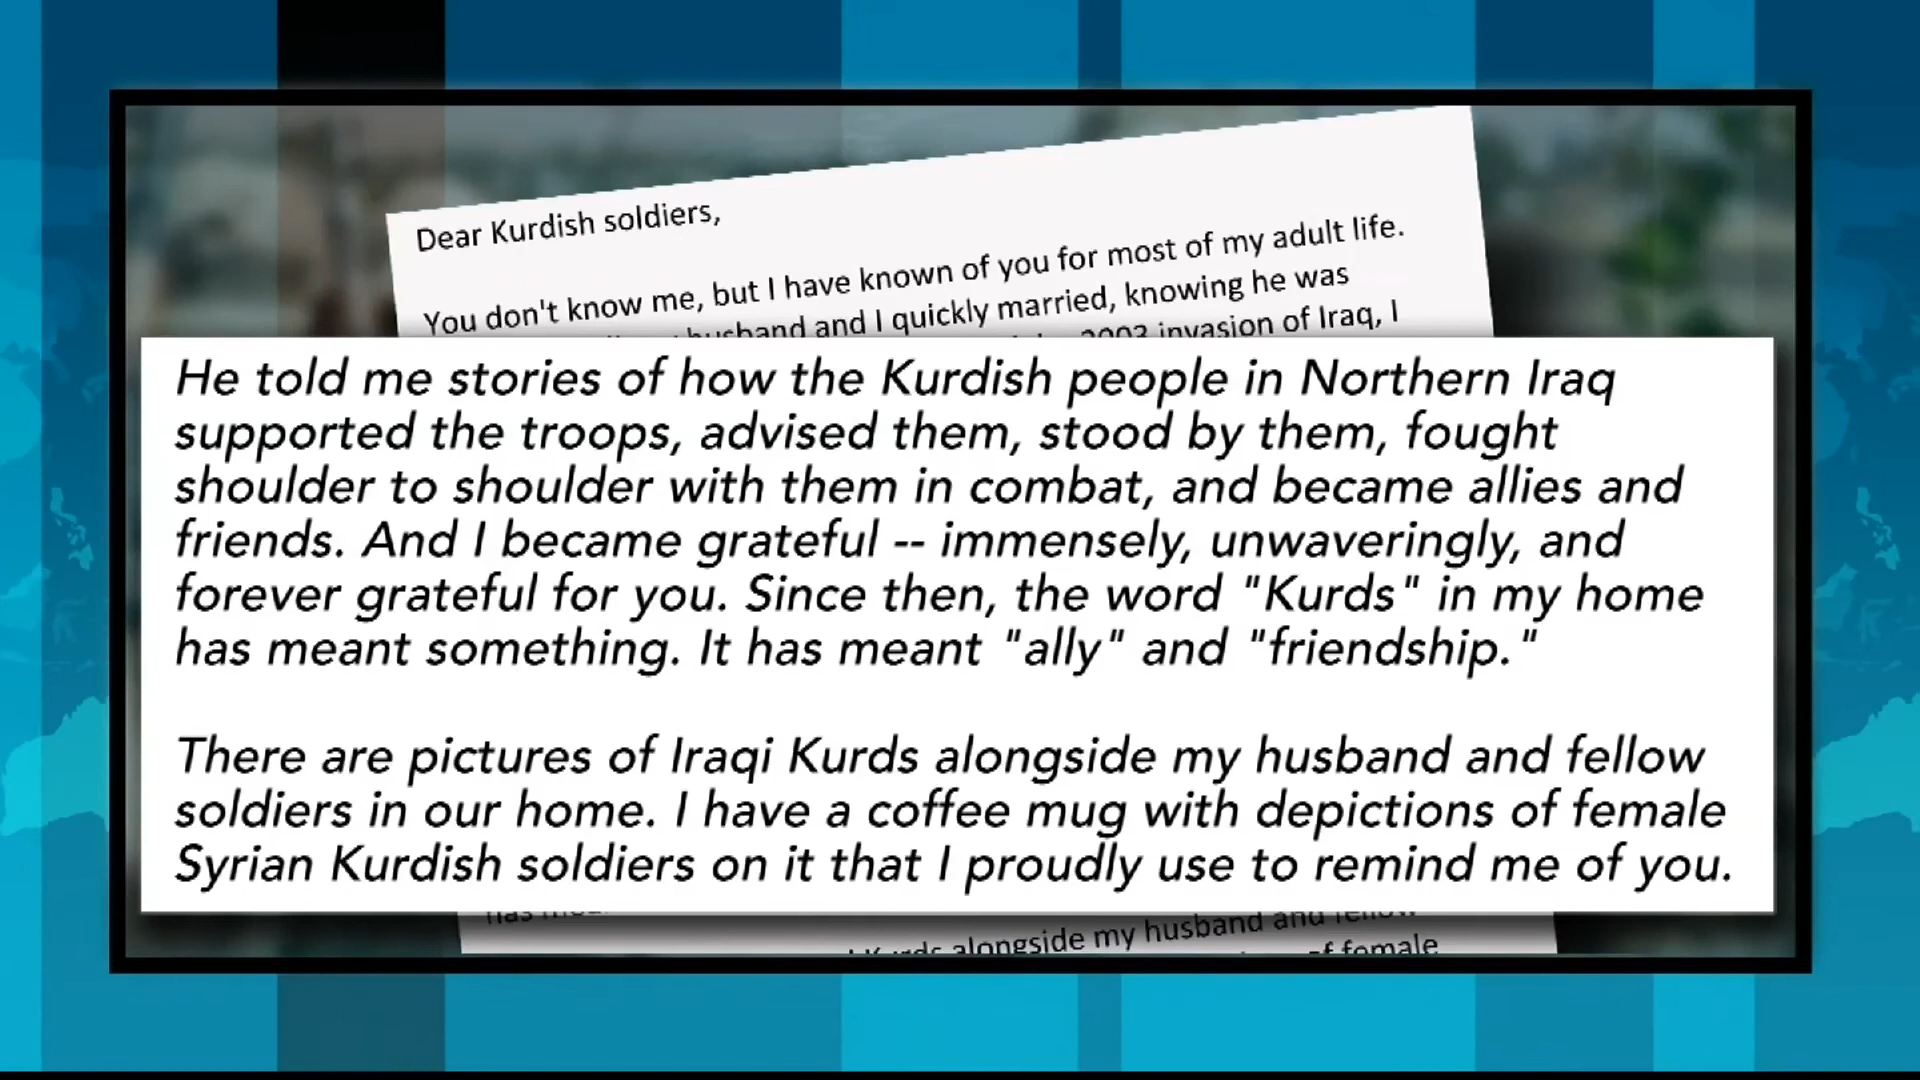 Dear Kurdish soldiers,
You don't know me, but I have known of you for most of my adult life.
husband and I quickly married, knowing he was
2003 invasion of Iraq, I
He told me stories of how the Kurdish people in Northern Iraq
supported the troops, advised them, stood by them, fought
shoulder to shoulder with them in combat, and became allies and
friends. And I became grateful -- immensely, unwaveringly, and
forever grateful for you. Since then, the word "Kurds" in my home
has meant something. It has meant "ally" and "friendship."
There are pictures of Iraqi Kurds alongside my husband and fellow
soldiers in our home. I have a coffee mug with depictions of female
Syrian Kurdish soldiers on it that I proudly use to remind me of you.
has
Kurds alongside my husband and fellow
of female